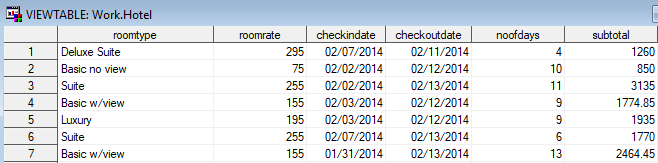 VIEWTABLE: Work.Hotel
roomtype roomrate checkindate checkoutdate noofdays subtotal
1 Deluxe Suite 295 02/07/2014 02/11/2014 4 1260
2 Basic no view 75 02/02/2014 02/12/2014 10 850
3 Suite 255 02/02/2014 02/13/2014 11 3135
4 Basic w/view 155 02/03/2014 02/12/2014 9 1774.85
5 Luxury 195 02/03/2014 02/12/2014 9 1935
6 Suite 255 02/07/2014 02/13/2014 6 1770
7 Basic w/view 155 01/31/2014 02/13/2014 13 2464.45